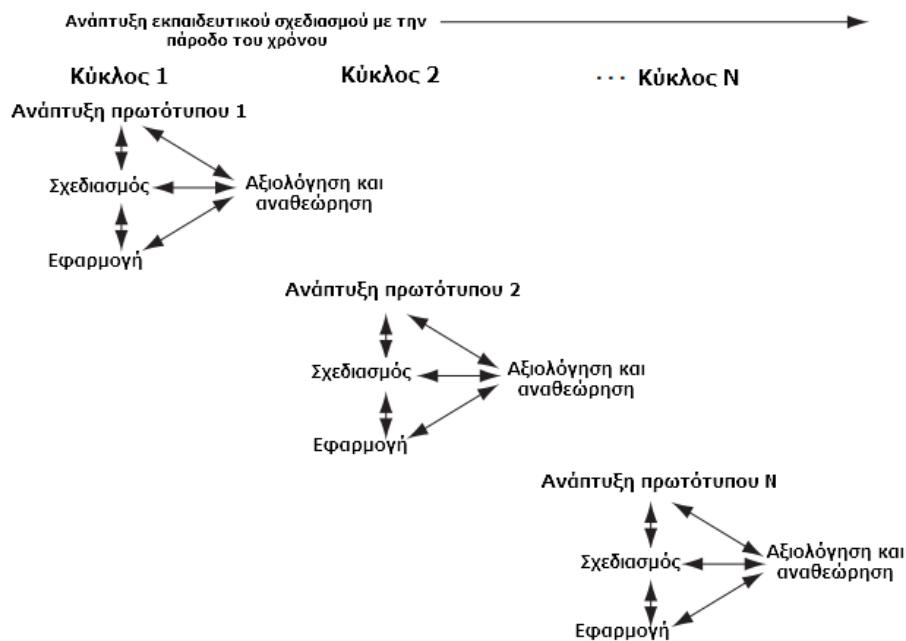 Ανάπτυξη εκπαιδευτικού σχεδιασμού με την
πάροδο του χρόνου
Κύκλος 1
Κύκλος 2
··· Κύκλος Ν
Ανάπτυξη πρωτότυπου 1
Σχεδιασμός
Αξιολόγηση και
αναθεώρηση
Εφαρμογή
Ανάπτυξη πρωτότυπου 2
Σχεδιασμός
Αξιολόγηση και
αναθεώρηση
Εφαρμογή
Ανάπτυξη πρωτότυπου Ν
Σχεδιασμός
Αξιολόγηση και
αναθεώρηση
Εφαρμογή